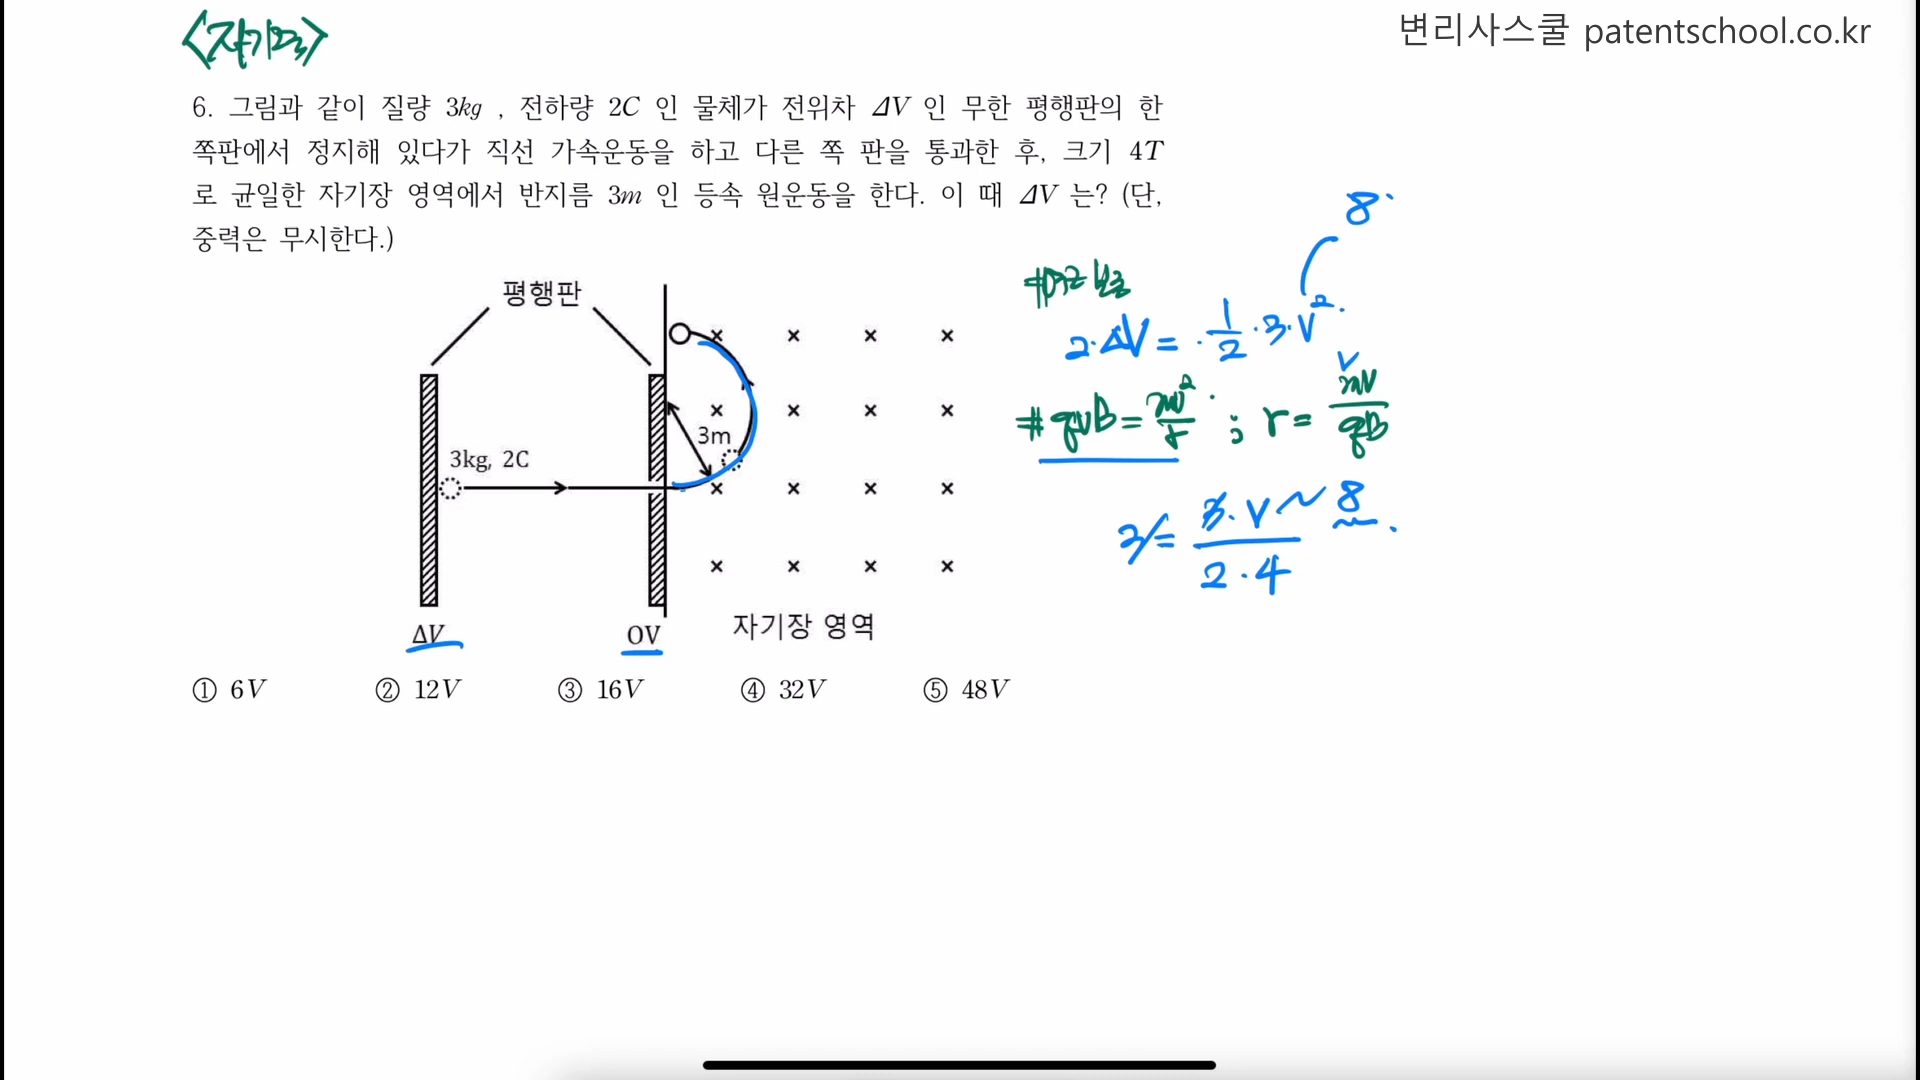 <자기력>
변리사스쿨 patentschool.co.kr
6. 그림과 같이 질량 3kg , 전하량 2C 인 물체가 전위차 ΔV 인 무한 평행판의 한
쪽판에서 정지해 있다가 직선 가속운동을 하고 다른 쪽 판을 통과한 후, 크기 4T
로 균일한 자기장 영역에서 반지름 3m 인 등속 원운동을 한다. 이 때 ΔV 는? (단,
중력은 무시한다.)
8
평행판
2·ΔV = ·1/2·3·V².
V
# qvB = mv²/r ; r = mV/qB
3m
3kg, 2C
3 = 3·V/2·4 ~ 8
ΔV
0V
자기장 영역
① 6V ② 12V ③ 16V ④ 32V ⑤ 48V